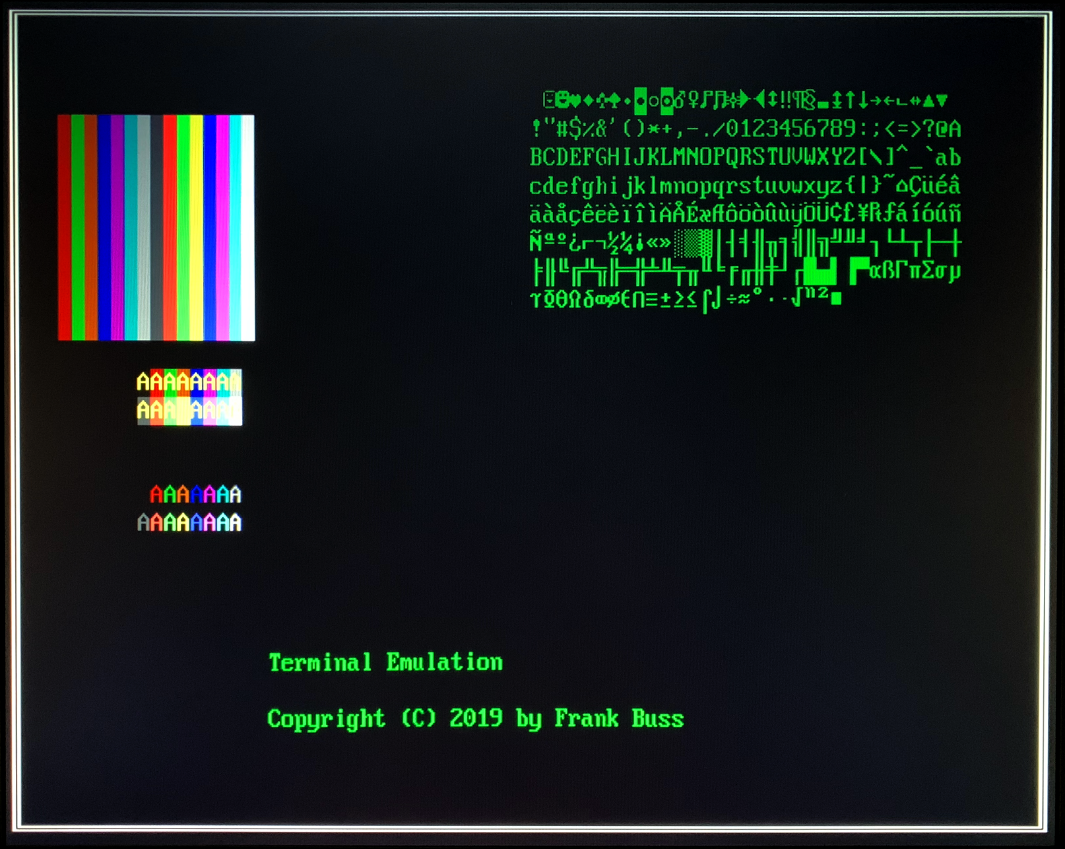 !"#$%&'()*+,-./0123456789:;<=>?@A
BCDEFGHIJKLMNOPQRSTUVWXYZ[\]^_`ab
cdefghijklmnopqrstuvwxyz{|}~⌂Çüéâ
äàåçêëèïîìÄÅÉæÆôöòûùÿÖÜ¢£¥₧ƒáíóúñ
Ѫº¿⌐¬½¼¡«»░▒▓│┤╡╢╖╕╣║╗╝╜╛┐└┴┬├─┼
╞╟╚╔╩╦╠═╬╧╨╤╥╙╘╒╓╫╪┘┌█▄▌▐▀αßΓπΣσµ
τΦΘΩδ∞φε∩≡±≥≤⌠⌡÷≈°∙·√ⁿ²■
AAAAAAAA
AAAAAAAA
AAAAAAA
AAAAAAAA
Terminal Emulation
Copyright (C) 2019 by Frank Buss